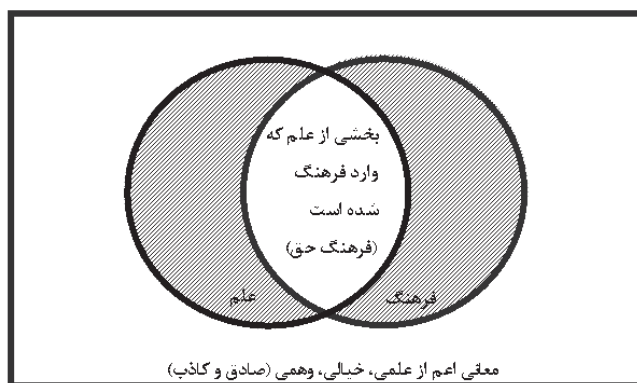 بخشی از علم که
وارد فرهنگ
شده است
(فرهنگ حق)
فرهنگ
علم
معانی اعم از علمی، خیالی، وهمی (صادق و کاذب)